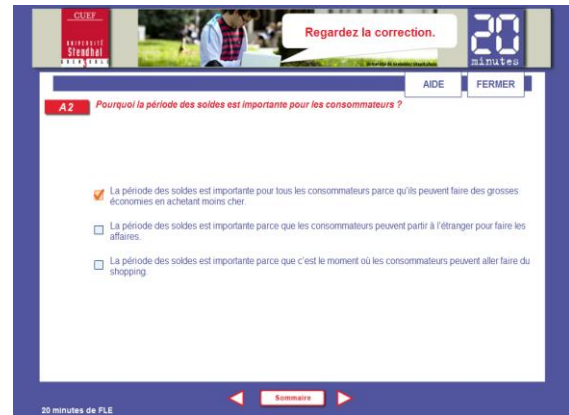 CUEF
UNIVERSITÉ
Stendhal
GRENOBLE
Regardez la correction.
20
minutes
AIDE
FERMER
A2
Pourquoi la période des soldes est importante pour les consommateurs ?
La période des soldes est importante pour tous les consommateurs parce qu'ils peuvent faire des grosses
économies en achetant moins cher.
La période des soldes est importante parce que les consommateurs peuvent partir à l'étranger pour faire les
affaires.
La période des soldes est importante parce que c'est le moment où les consommateurs peuvent aller faire du
shopping.
Sommaire
20 minutes de FLE